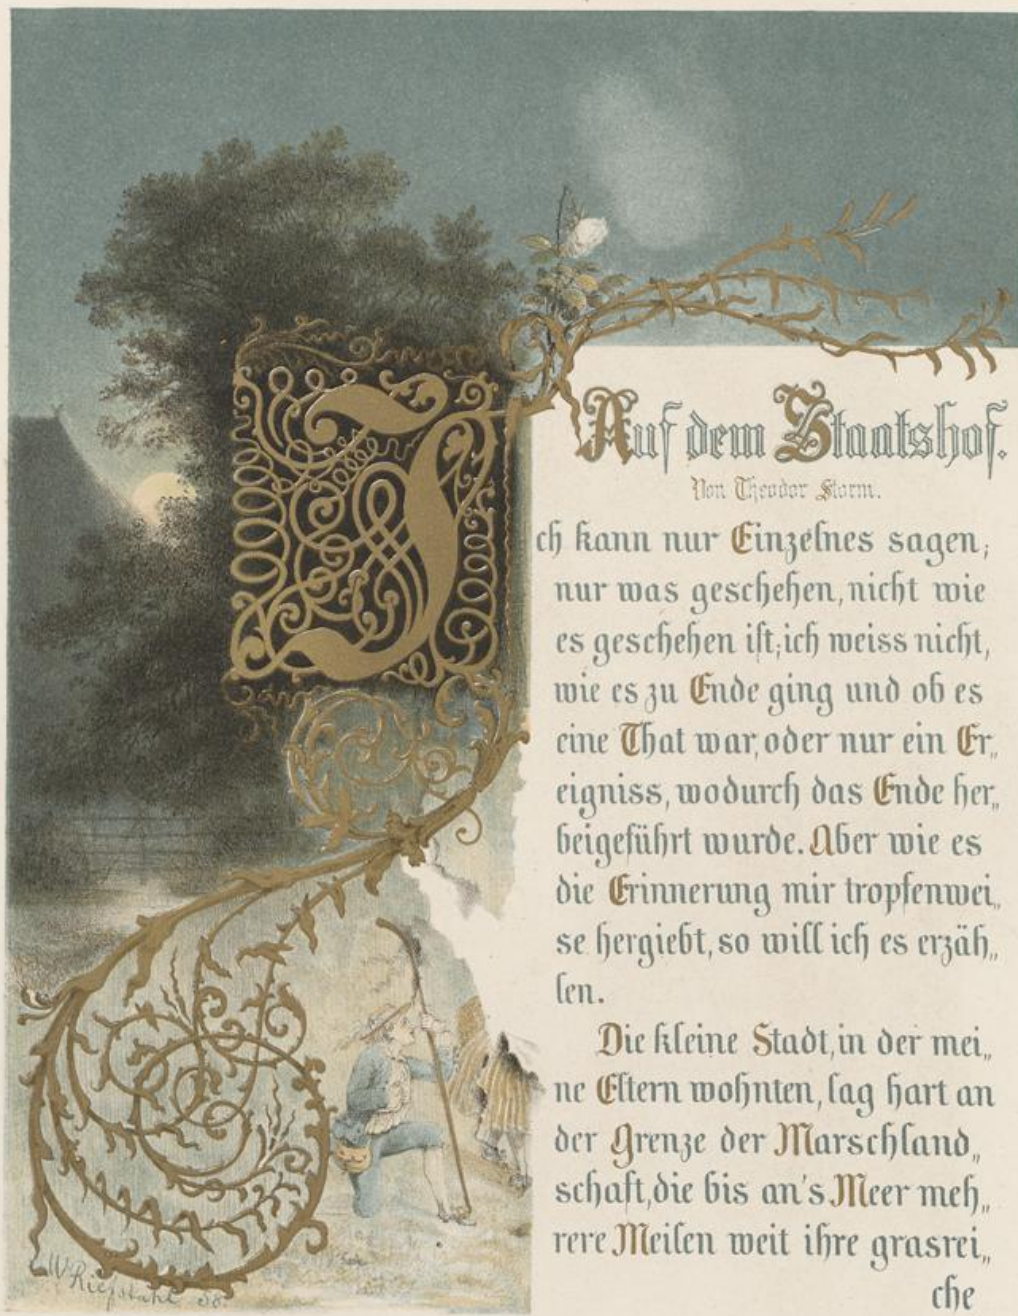 Auf dem Staatshof.
Von Theodor Storm.
Ich kann nur Einzelnes sagen;
nur was geschehen, nicht wie
es geschehen ist; ich weiss nicht,
wie es zu Ende ging und ob es
eine That war, oder nur ein Er„
eigniss, wodurch das Ende her„
beigeführt wurde. Aber wie es
die Erinnerung mir tropfenwei„
se hergiebt, so will ich es erzäh„
len.
Die kleine Stadt, in der mei„
ne Eltern wohnten, lag hart an
der Grenze der Marschland„
schaft, die bis an's Meer meh„
rere Meilen weit ihre grasrei„
che
W. Riefstahl